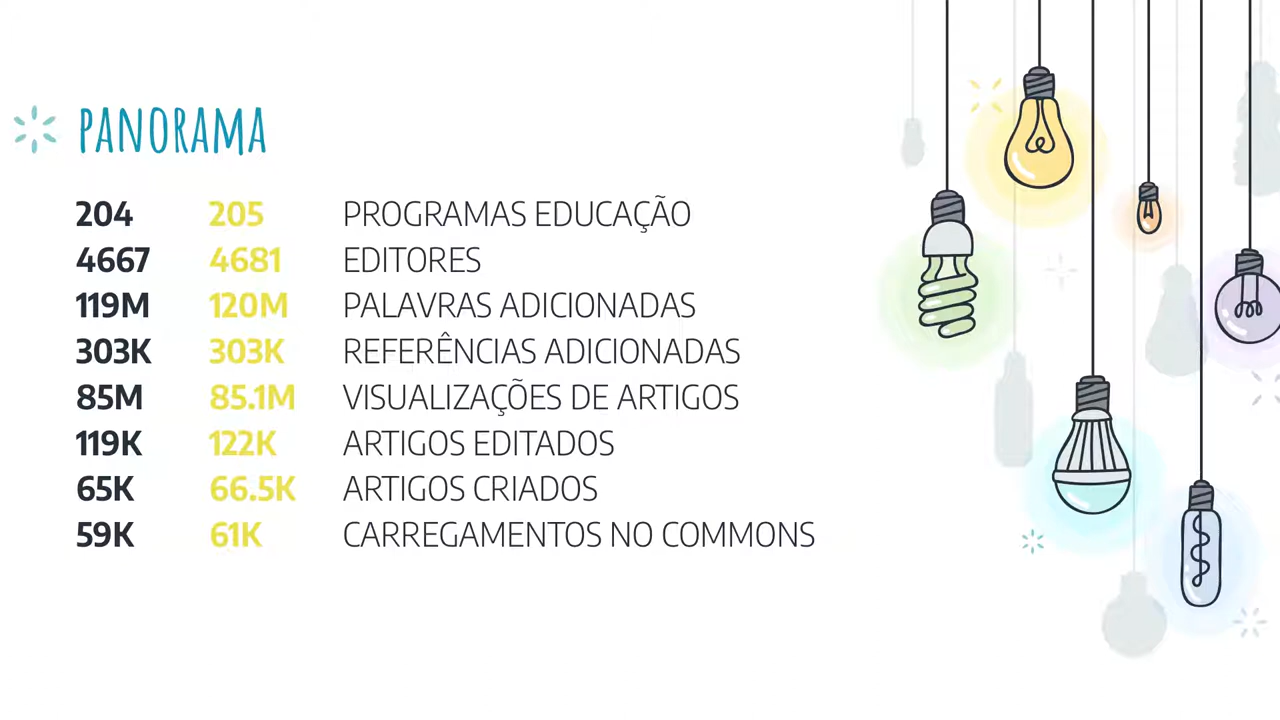 PANORAMA
204 205 PROGRAMAS EDUCAÇÃO
4667 4681 EDITORES
119M 120M PALAVRAS ADICIONADAS
303K 303K REFERÊNCIAS ADICIONADAS
85M 85.1M VISUALIZAÇÕES DE ARTIGOS
119K 122K ARTIGOS EDITADOS
65K 66.5K ARTIGOS CRIADOS
59K 61K CARREGAMENTOS NO COMMONS